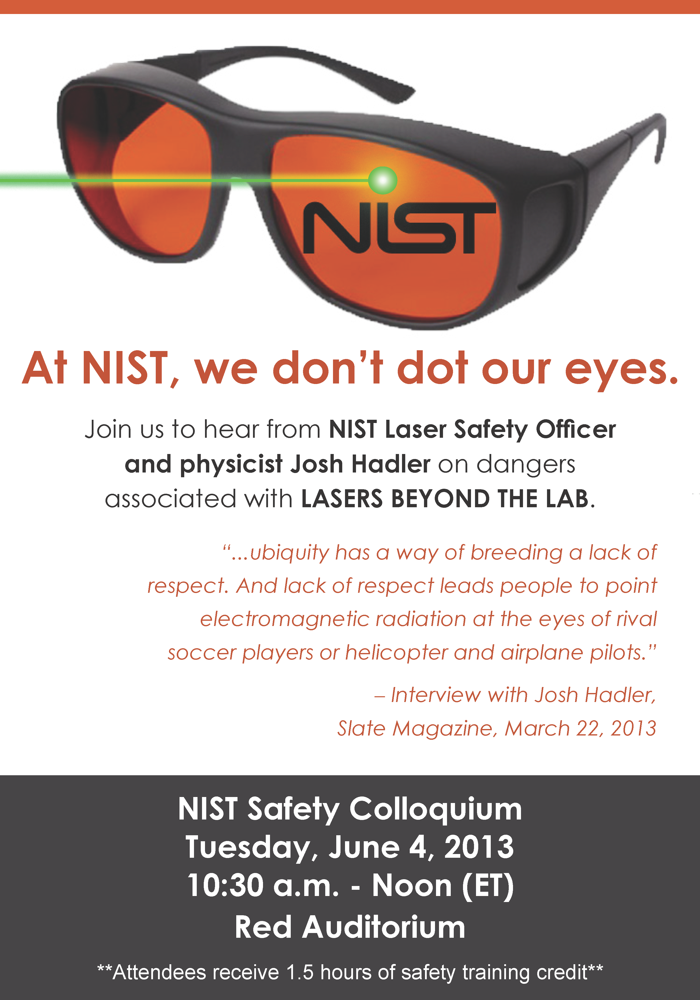 NIST
At NIST, we don’t dot our eyes.
Join us to hear from NIST Laser Safety Officer
and physicist Josh Hadler on dangers
associated with LASERS BEYOND THE LAB.
“...ubiquity has a way of breeding a lack of
respect. And lack of respect leads people to point
electromagnetic radiation at the eyes of rival
soccer players or helicopter and airplane pilots.”
– Interview with Josh Hadler,
Slate Magazine, March 22, 2013
NIST Safety Colloquium
Tuesday, June 4, 2013
10:30 a.m. - Noon (ET)
Red Auditorium
**Attendees receive 1.5 hours of safety training credit**